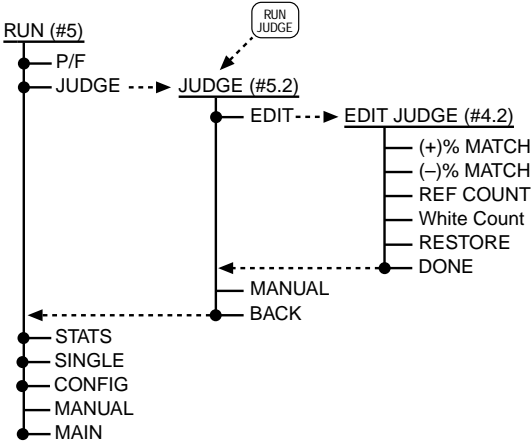 RUN
JUDGE
RUN (#5)
P/F
JUDGE
JUDGE (#5.2)
EDIT
EDIT JUDGE (#4.2)
(+)% MATCH
(–)% MATCH
REF COUNT
White Count
RESTORE
DONE
MANUAL
BACK
STATS
SINGLE
CONFIG
MANUAL
MAIN